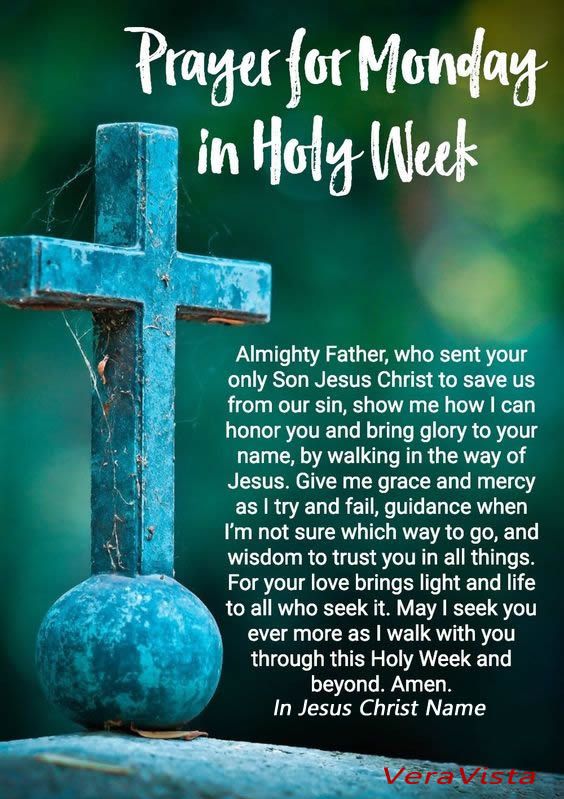 Prayer for Monday
in Holy Week
Almighty Father, who sent your
only Son Jesus Christ to save us
from our sin, show me how I can
honor you and bring glory to your
name, by walking in the way of
Jesus. Give me grace and mercy
as I try and fail, guidance when
I'm not sure which way to go, and
wisdom to trust you in all things.
For your love brings light and life
to all who seek it. May I seek you
ever more as I walk with you
through this Holy Week and
beyond. Amen.
In Jesus Christ Name
VeraVista